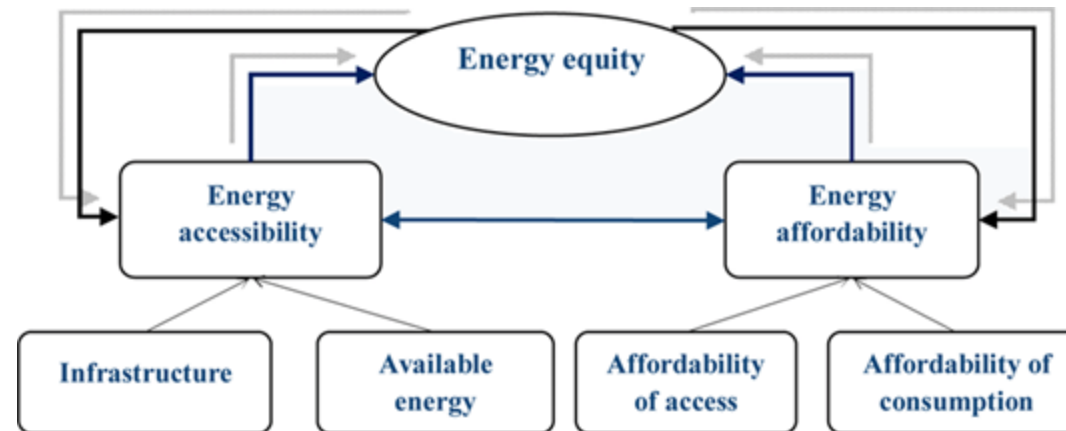 Energy equity
Energy
accessibility
Energy
affordability
Infrastructure
Available
energy
Affordability
of access
Affordability of
consumption